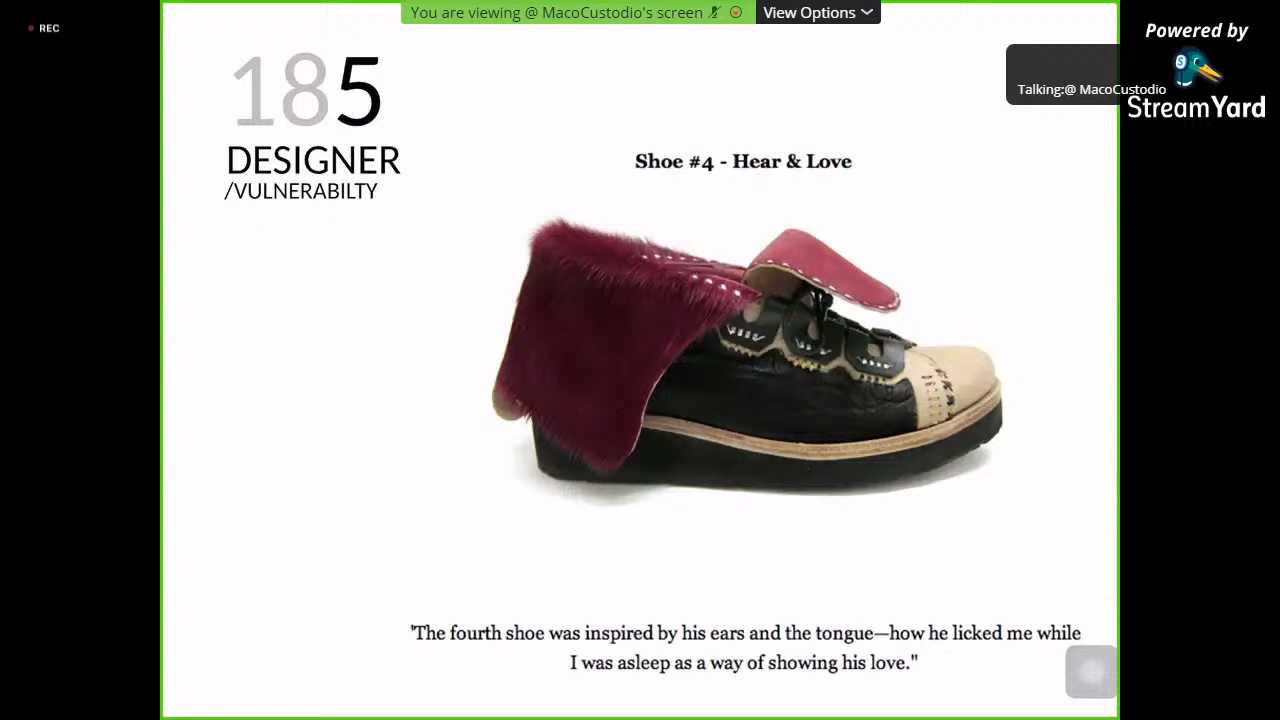 You are viewing @ MacoCustodio's screen
View Options
REC
Powered by
S
StreamYard
Talking:@ MacoCustodio
185
DESIGNER
/VULNERABILTY
Shoe #4 - Hear & Love
'The fourth shoe was inspired by his ears and the tongue—how he licked me while
I was asleep as a way of showing his love."